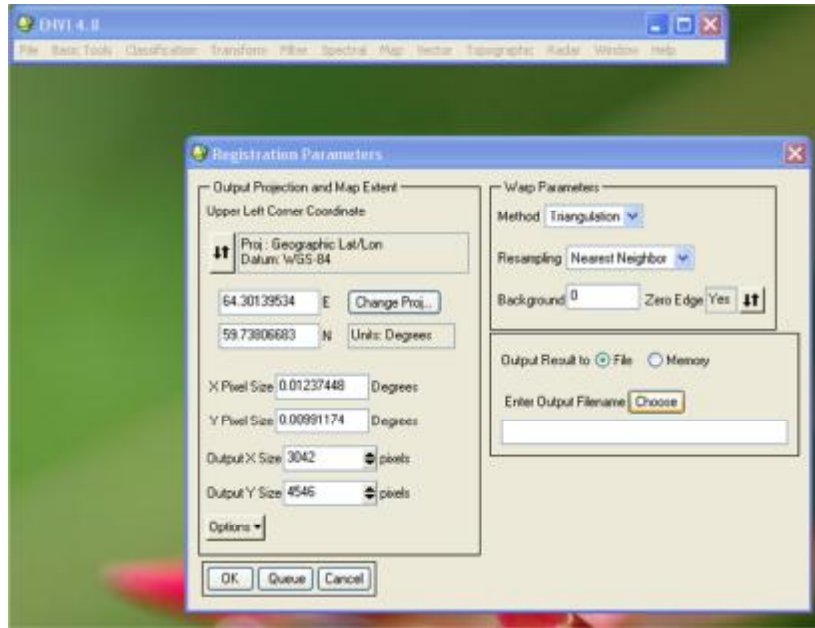 ENVI 4.8
File Basic Tools Classification Transform Filter Spectral Map Vector Topographic Radar Window Help
Registration Parameters
Output Projection and Map Extent
Upper Left Corner Coordinate
Proj : Geographic Lat/Lon
Datum: WGS-84
64.30139534 E Change Proj...
59.73806683 N Units: Degrees
X Pixel Size 0.01237448 Degrees
Y Pixel Size 0.00991174 Degrees
Output X Size 3042 pixels
Output Y Size 4546 pixels
Options
OK Queue Cancel
Warp Parameters
Method Triangulation
Resampling Nearest Neighbor
Background 0 Zero Edge Yes
Output Result to File Memory
Enter Output Filename Choose